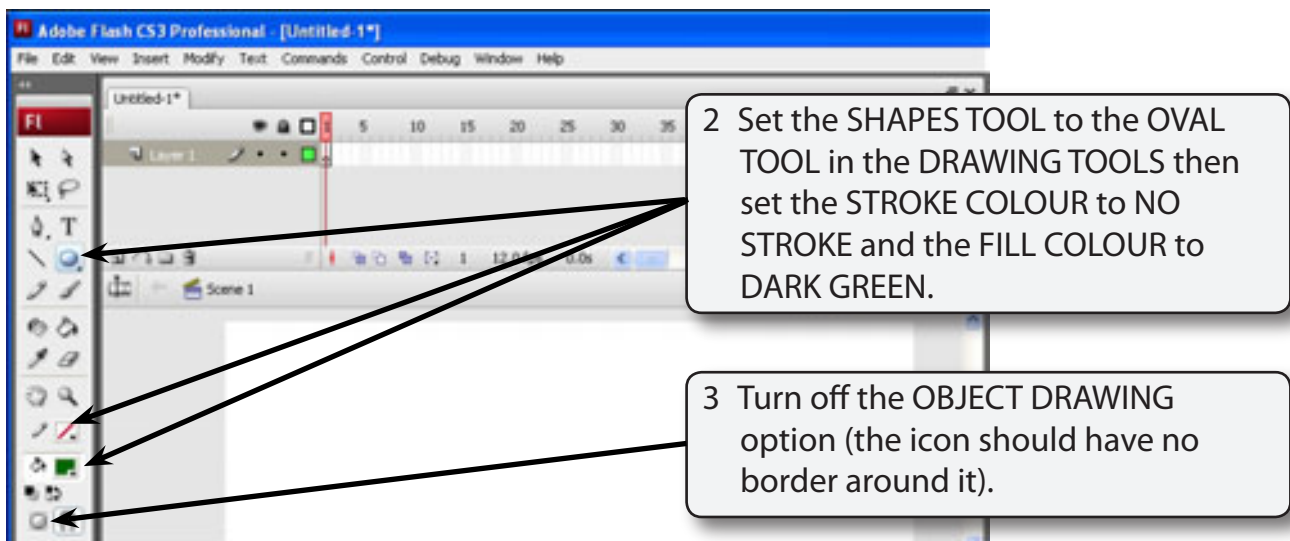 Adobe Flash CS3 Professional - [Untitled-1*]
File Edit View Insert Modify Text Commands Control Debug Window Help
Untitled-1*
Fl
1 5 10 15 20 25 30 35
Layer 1
T
1 0.0s
Scene 1
2 Set the SHAPES TOOL to the OVAL
TOOL in the DRAWING TOOLS then
set the STROKE COLOUR to NO
STROKE and the FILL COLOUR to
DARK GREEN.
3 Turn off the OBJECT DRAWING
option (the icon should have no
border around it).